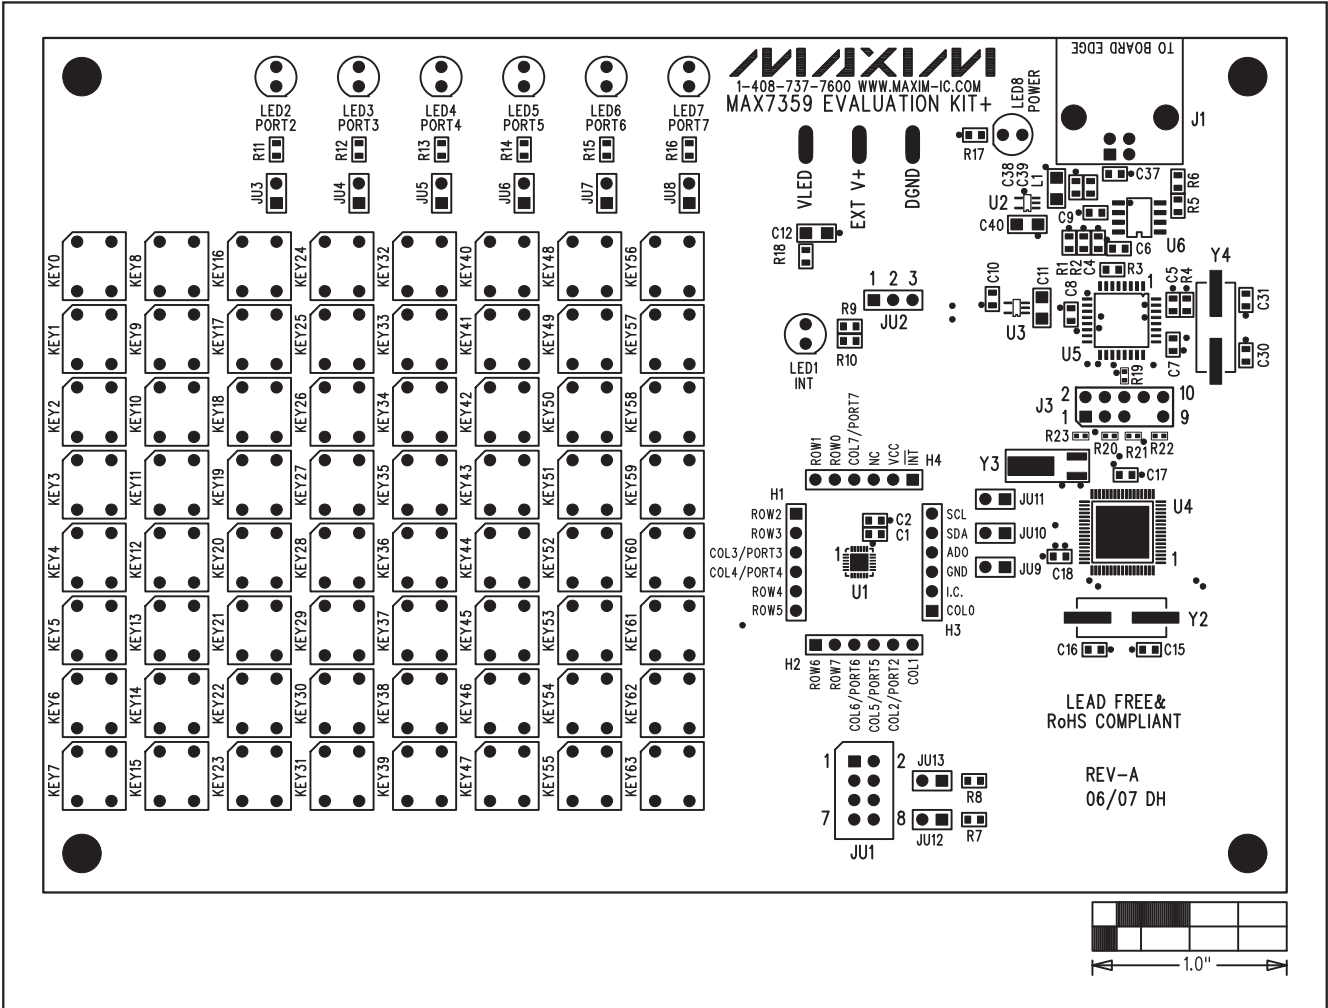 TO BOARD EDGE
MAXIM
1-408-737-7600 WWW.MAXIM-IC.COM
MAX7359 EVALUATION KIT+
LED2
PORT2
LED3
PORT3
LED4
PORT4
LED5
PORT5
LED6
PORT6
LED7
PORT7
LED8
POWER
J1
R11
R12
R13
R14
R15
R16
R17
JU3
JU4
JU5
JU6
JU7
JU8
VLED
EXT V+
DGND
C38
C39
L1
C37
R6
R5
U2
C9
C40
U6
C12
R18
R1
R2
C4
C6
Y4
KEY0
KEY8
KEY16
KEY24
KEY32
KEY40
KEY48
KEY56
1 2 3
JU2
C10
C11
U3
C8
R3
1
C5
R4
C31
R9
R10
LED1
INT
U5
C7
C30
R19
KEY1
KEY9
KEY17
KEY25
KEY33
KEY41
KEY49
KEY57
KEY2
KEY10
KEY18
KEY26
KEY34
KEY42
KEY50
KEY58
J3
2
10
1
9
R23
R20
R21
R22
ROW1
ROW0
COL7/PORT7
NC
VCC
INT
H4
Y3
C17
KEY3
KEY11
KEY19
KEY27
KEY35
KEY43
KEY51
KEY59
H1
ROW2
ROW3
COL3/PORT3
COL4/PORT4
ROW4
ROW5
C2
C1
1
U1
SCL
SDA
ADO
GND
I.C.
COL0
H3
JU11
JU10
JU9
U4
1
C18
KEY4
KEY12
KEY20
KEY28
KEY36
KEY44
KEY52
KEY60
KEY5
KEY13
KEY21
KEY29
KEY37
KEY45
KEY53
KEY61
Y2
C16
C15
H2
ROW6
ROW7
COL6/PORT6
COL5/PORT5
COL2/PORT2
COL1
KEY6
KEY14
KEY22
KEY30
KEY38
KEY46
KEY54
KEY62
LEAD FREE&
RoHS COMPLIANT
KEY7
KEY15
KEY23
KEY31
KEY39
KEY47
KEY55
KEY63
1
2
7
8
JU1
JU13
R8
JU12
R7
REV-A
06/07 DH
1.0"